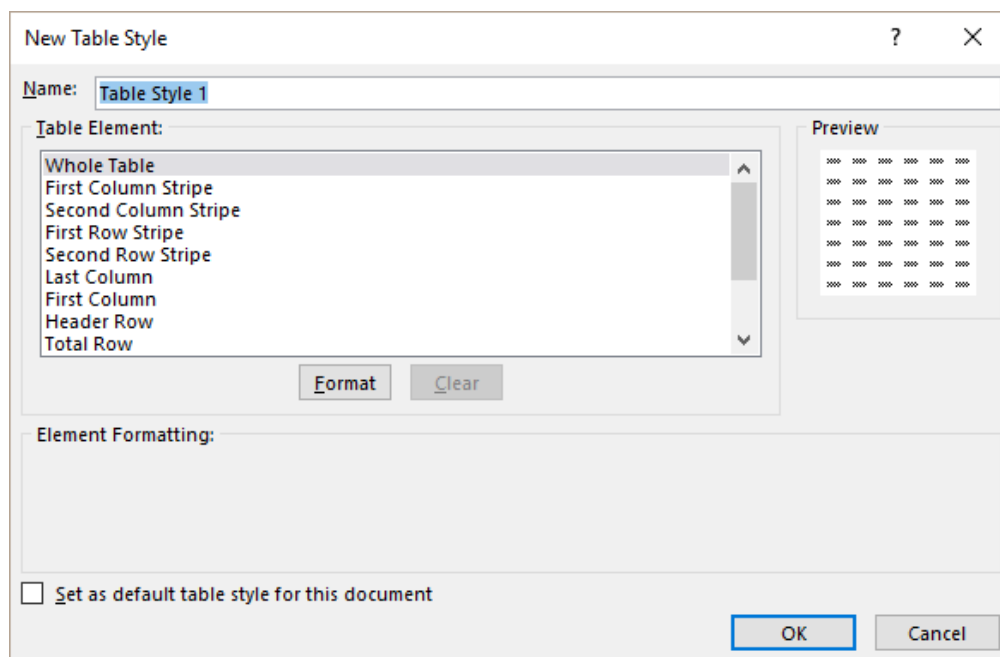 New Table Style ?
Name: Table Style 1
Table Element:
Whole Table
First Column Stripe
Second Column Stripe
First Row Stripe
Second Row Stripe
Last Column
First Column
Header Row
Total Row
Format Clear
Preview
Element Formatting:
Set as default table style for this document
OK Cancel